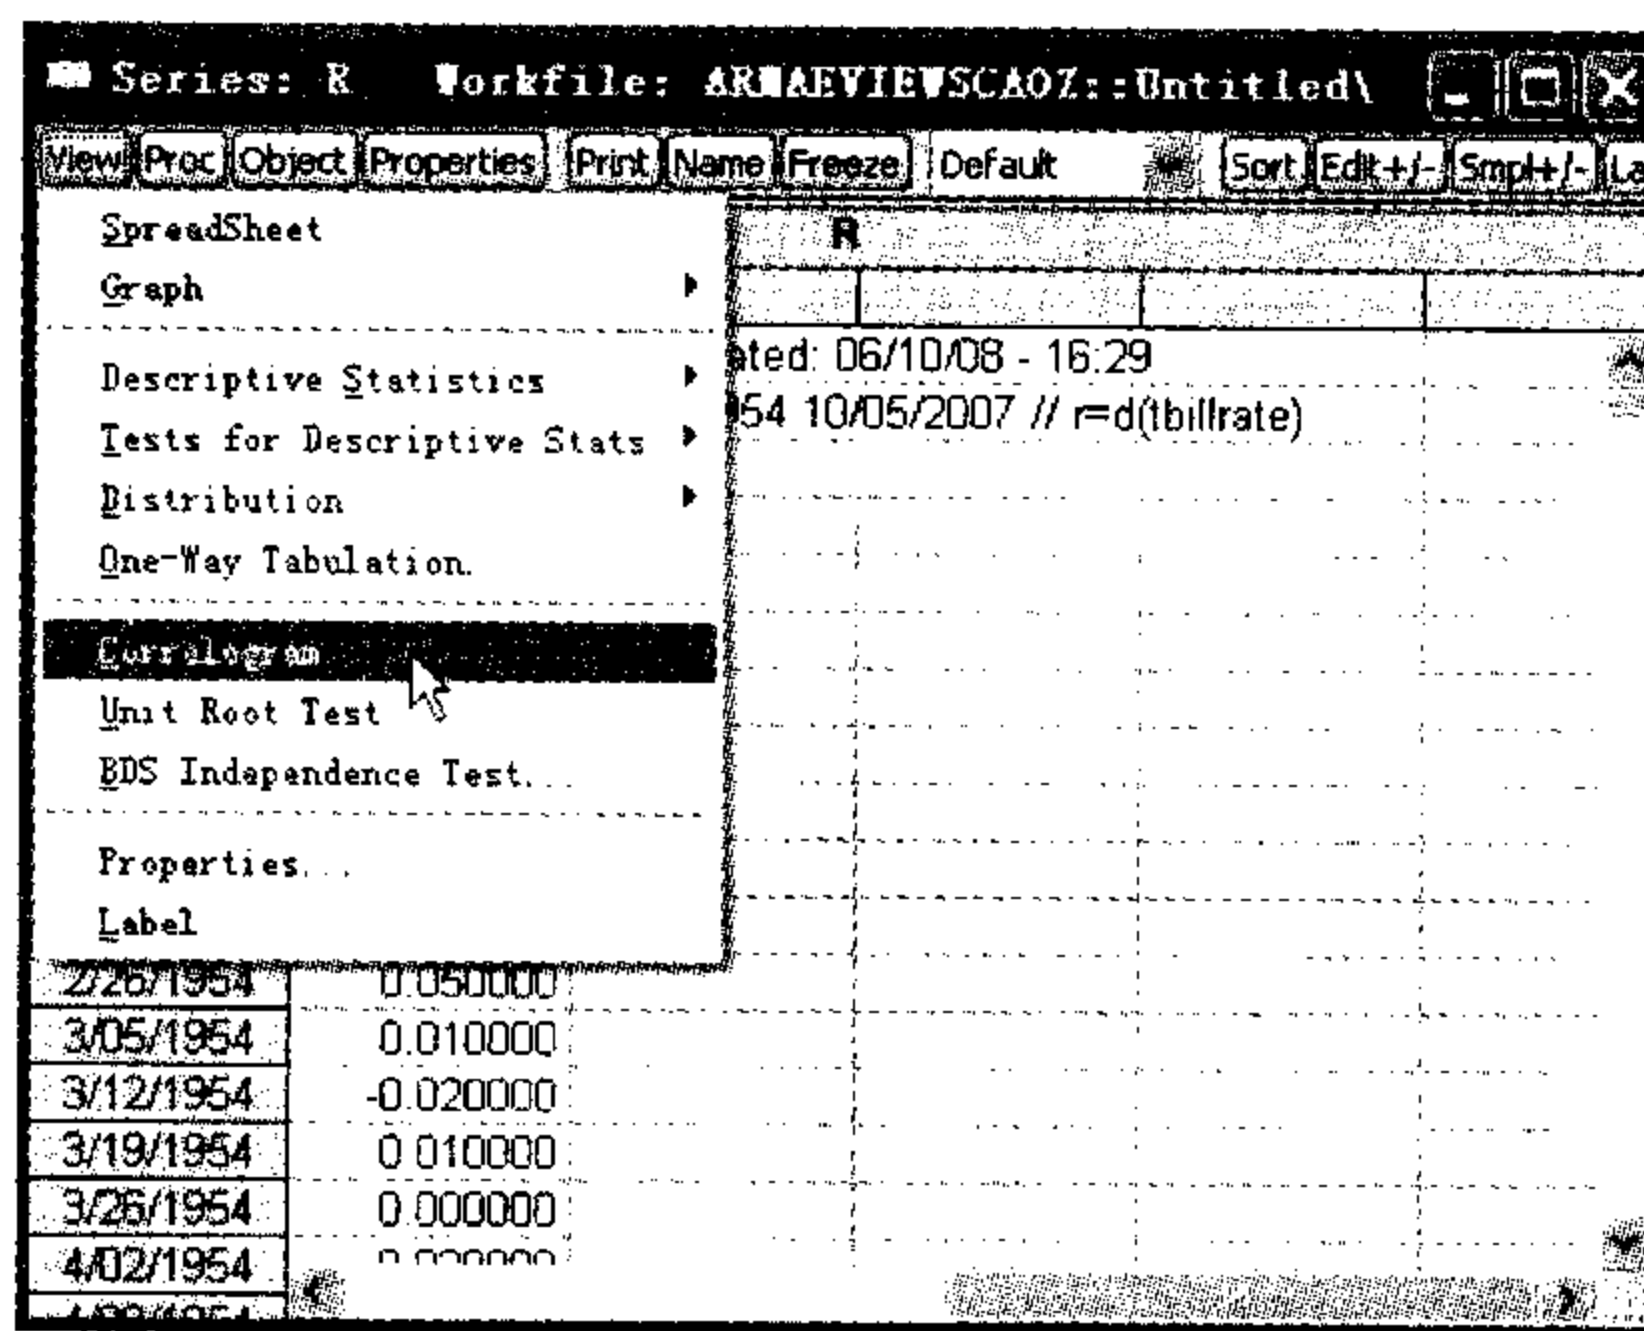 Series: R Workfile: ARMAEVIEWSCAOZ::Untitled\
View Proc Object Properties Print Name Freeze Default Sort Edit+/- Smpl+/- La
SpreadSheet
R
Graph
ated: 06/10/08 - 16:29
Descriptive Statistics
954 10/05/2007 // r=d(tbillrate)
Tests for Descriptive Stats
Distribution
One-Way Tabulation.
Correlogram
Unit Root Test
BDS Independence Test...
Properties...
Label
2/26/1954 0.050000
3/05/1954 0.010000
3/12/1954 -0.020000
3/19/1954 0.010000
3/26/1954 0.000000
4/02/1954